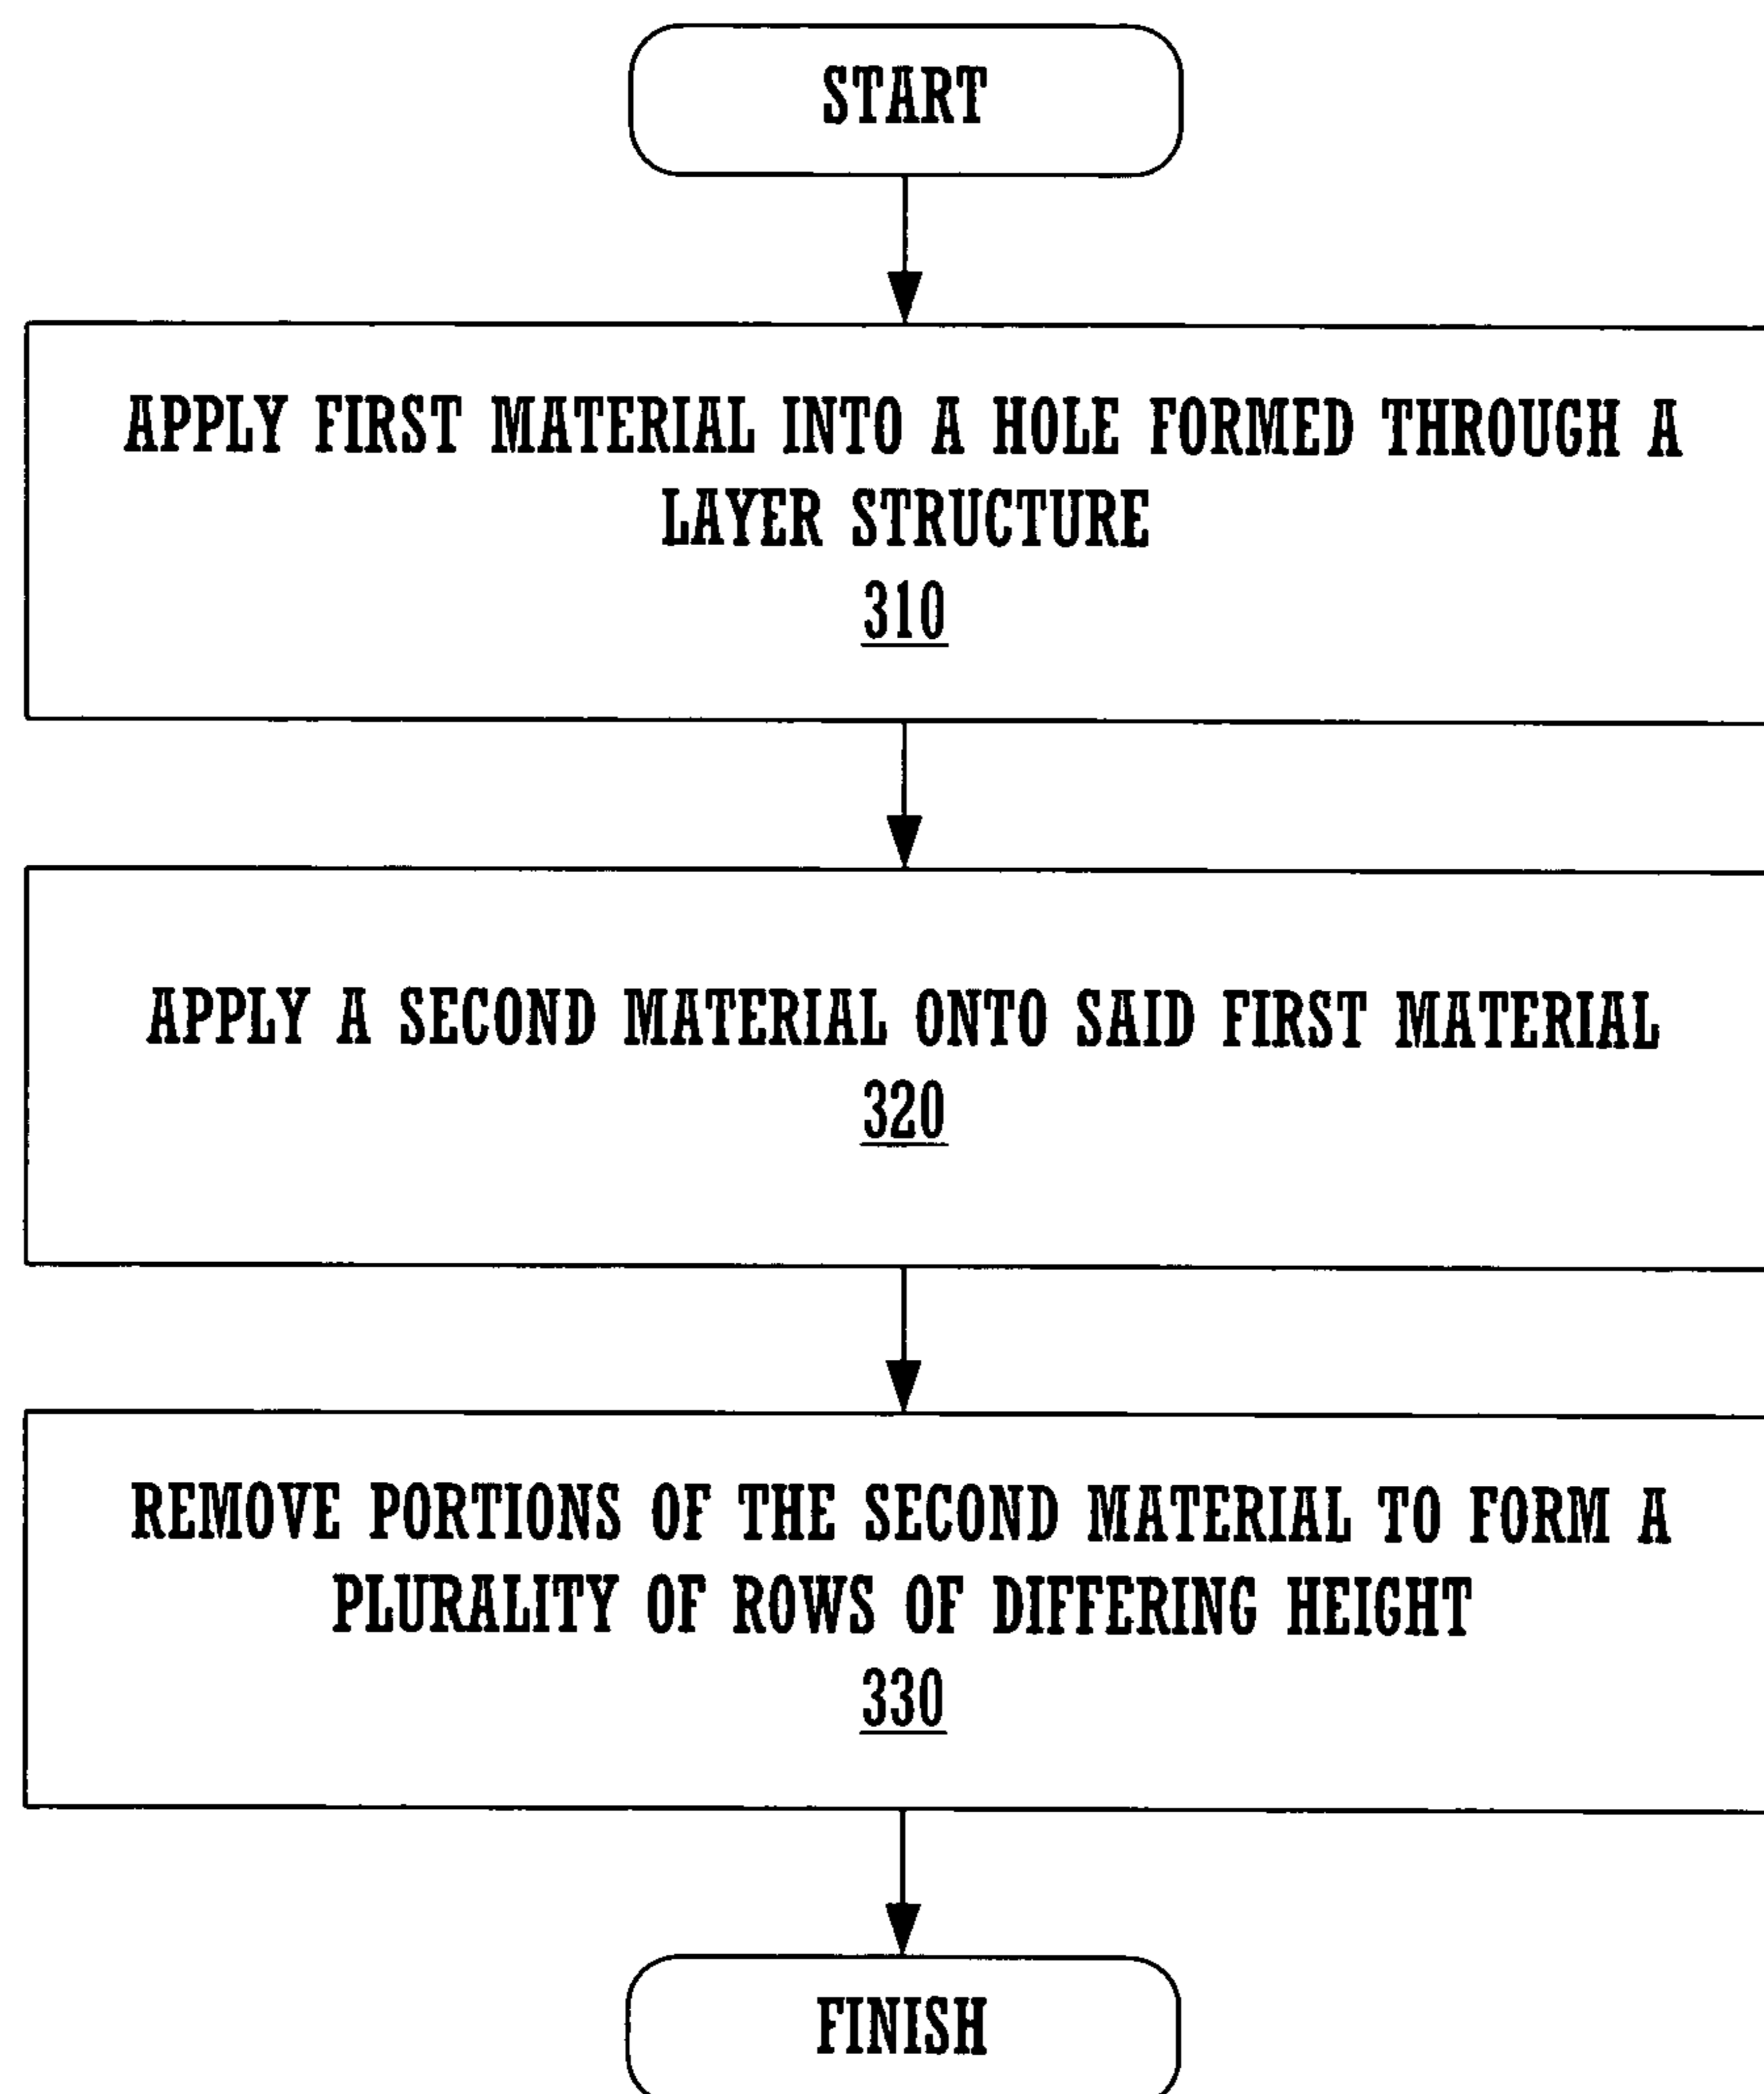 START
APPLY FIRST MATERIAL INTO A HOLE FORMED THROUGH A
LAYER STRUCTURE
310
APPLY A SECOND MATERIAL ONTO SAID FIRST MATERIAL
320
REMOVE PORTIONS OF THE SECOND MATERIAL TO FORM A
PLURALITY OF ROWS OF DIFFERING HEIGHT
330
FINISH